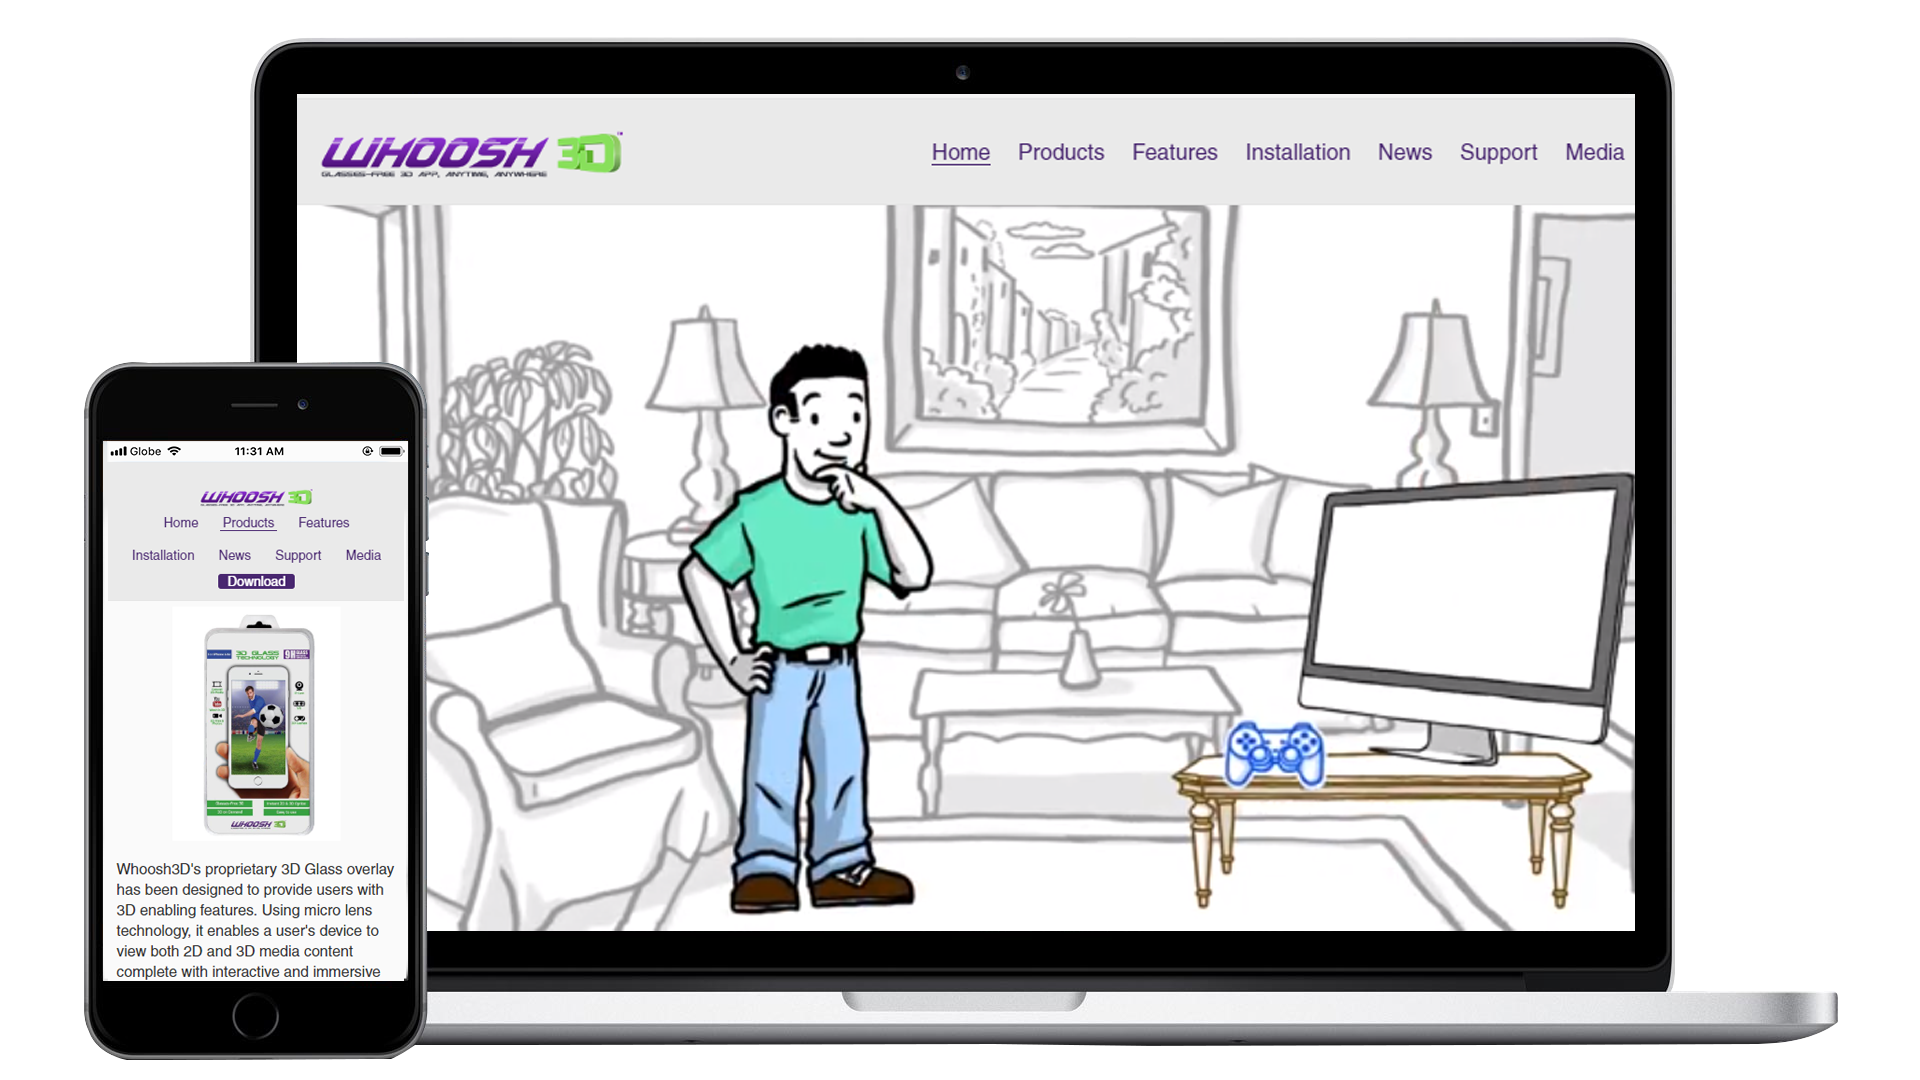 WHOOSH 3D™
GLASSES-FREE 3D APP, ANYTIME, ANYWHERE
Home Products Features Installation News Support Media
Globe 11:31 AM
WHOOSH 3D
Home Products Features
Installation News Support Media
Download
3D GLASS
TECHNOLOGY
9H GLASS
WHOOSH 3D
Whoosh3D's proprietary 3D Glass overlay
has been designed to provide users with
3D enabling features. Using micro lens
technology, it enables a user's device to
view both 2D and 3D media content
complete with interactive and immersive